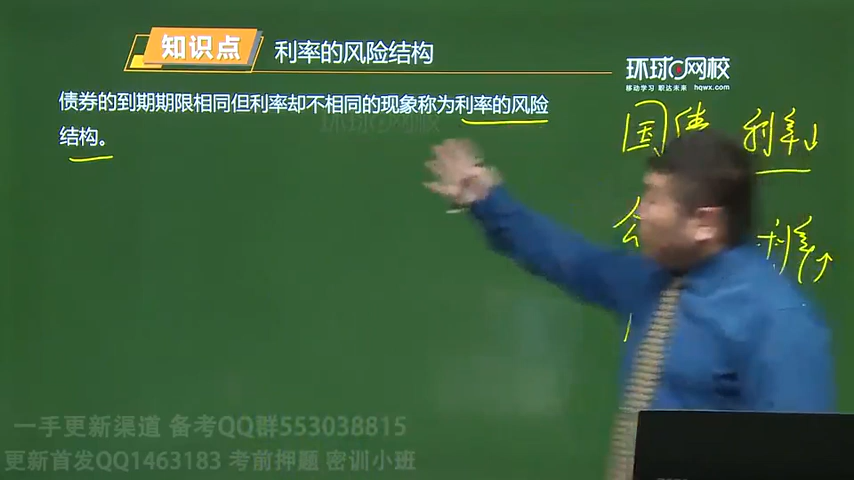 知识点
利率的风险结构
环球网校
移动学习 职达未来 hqwx.com
债券的到期期限相同但利率却不相同的现象称为利率的风险
结构。
国债 利率↓
利率↑
一手更新渠道 备考QQ群553038815
更新首发QQ1463183 考前押题 密训小班